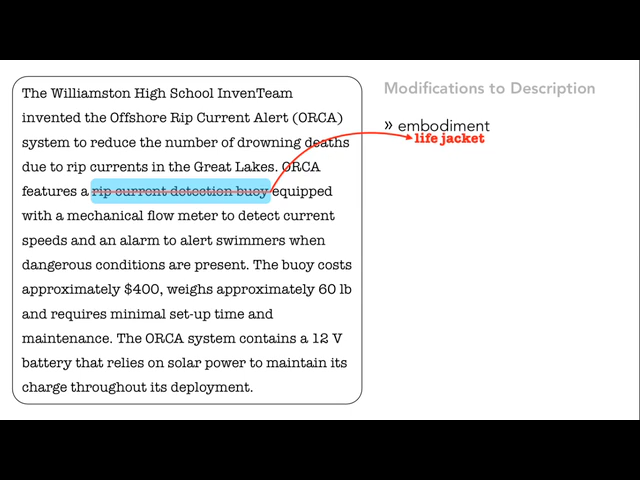 The Williamston High School InvenTeam
invented the Offshore Rip Current Alert (ORCA)
system to reduce the number of drowning deaths
due to rip currents in the Great Lakes. ORCA
features a rip current detection buoy equipped
with a mechanical flow meter to detect current
speeds and an alarm to alert swimmers when
dangerous conditions are present. The buoy costs
approximately $400, weighs approximately 60 lb
and requires minimal set-up time and
maintenance. The ORCA system contains a 12 V
battery that relies on solar power to maintain its
charge throughout its deployment.
Modifications to Description
» embodiment
life jacket